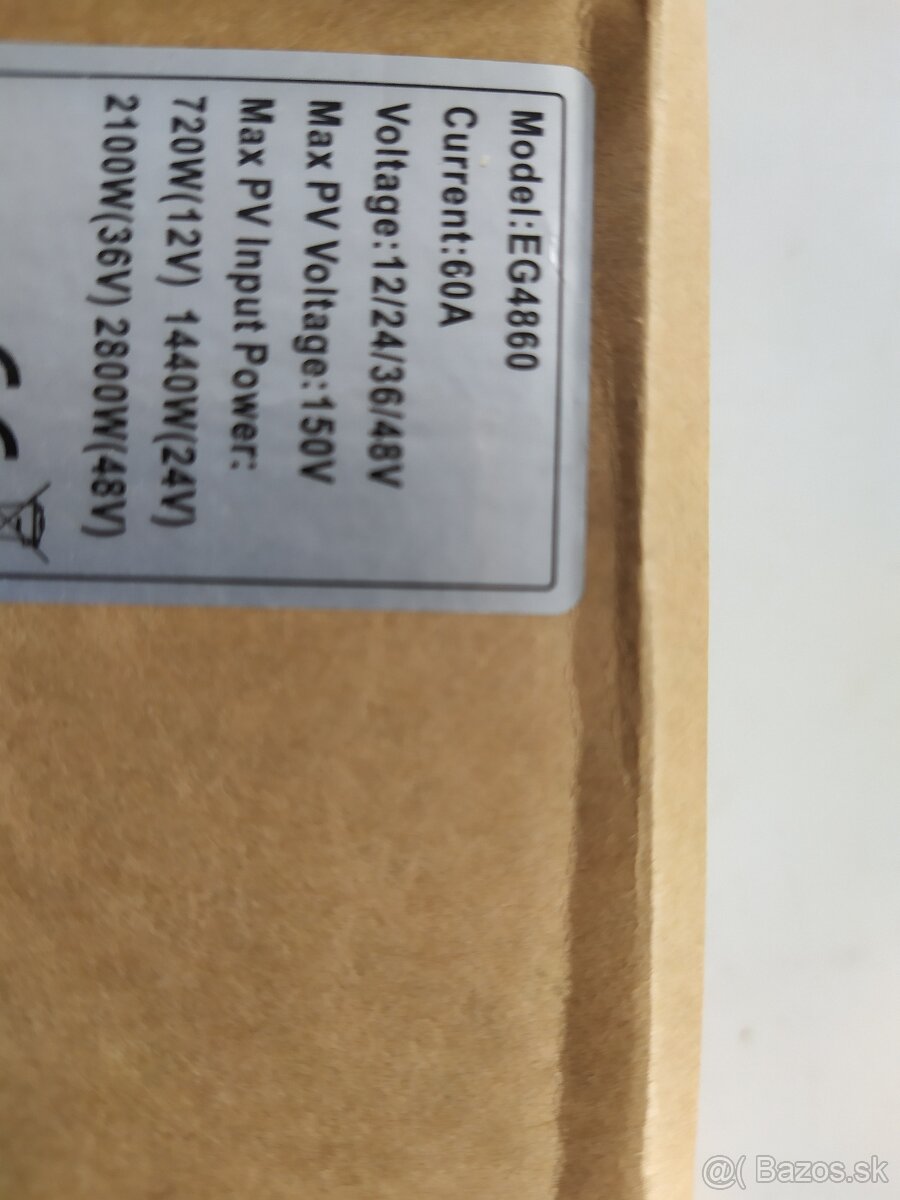 Model:EG4860
Current:60A
Voltage:12/24/36/48V
Max PV Voltage:150V
Max PV Input Power:
720W(12V) 1440W(24V)
2100W(36V) 2800W(48V)
@( Bazos.sk